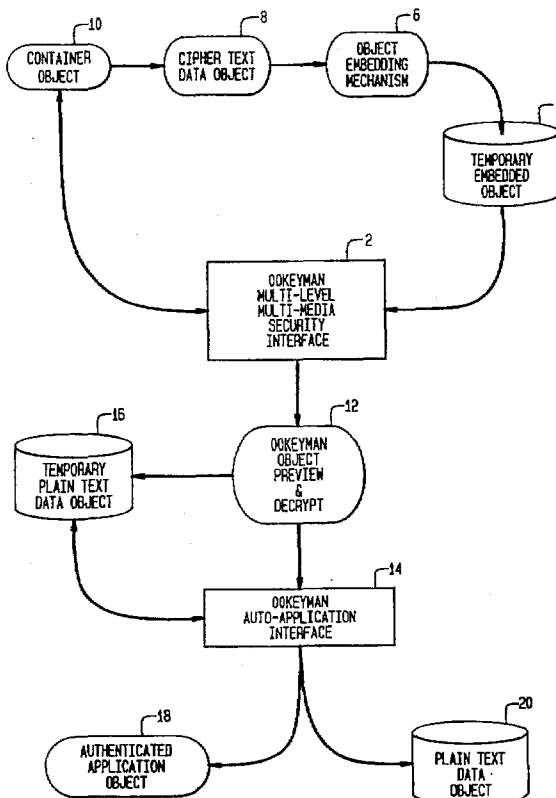 10
CONTAINER
OBJECT
8
CIPHER TEXT
DATA OBJECT
6
OBJECT
EMBEDDING
MECHANISM
TEMPORARY
EMBEDDED
OBJECT
2
OOKEYMAN
MULTI-LEVEL
MULTI-MEDIA
SECURITY
INTERFACE
12
OOKEYMAN
OBJECT
PREVIEW
&
DECRYPT
16
TEMPORARY
PLAIN TEXT
DATA OBJECT
14
OOKEYMAN
AUTO-APPLICATION
INTERFACE
18
AUTHENTICATED
APPLICATION
OBJECT
20
PLAIN TEXT
DATA
OBJECT